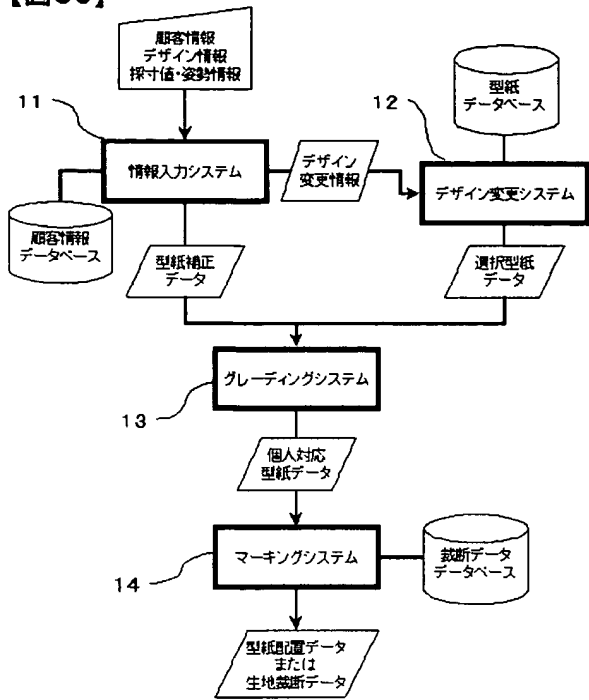 顧客情報
デザイン情報
採寸値・姿勢情報
11
情報入力システム
デザイン
変更情報
12
型紙
データベース
デザイン変更システム
顧客情報
データベース
型紙補正
データ
選択型紙
データ
グレーディングシステム
13
個人対応
型紙データ
マーキングシステム
14
裁断データ
データベース
型紙配置データ
または
生地裁断データ